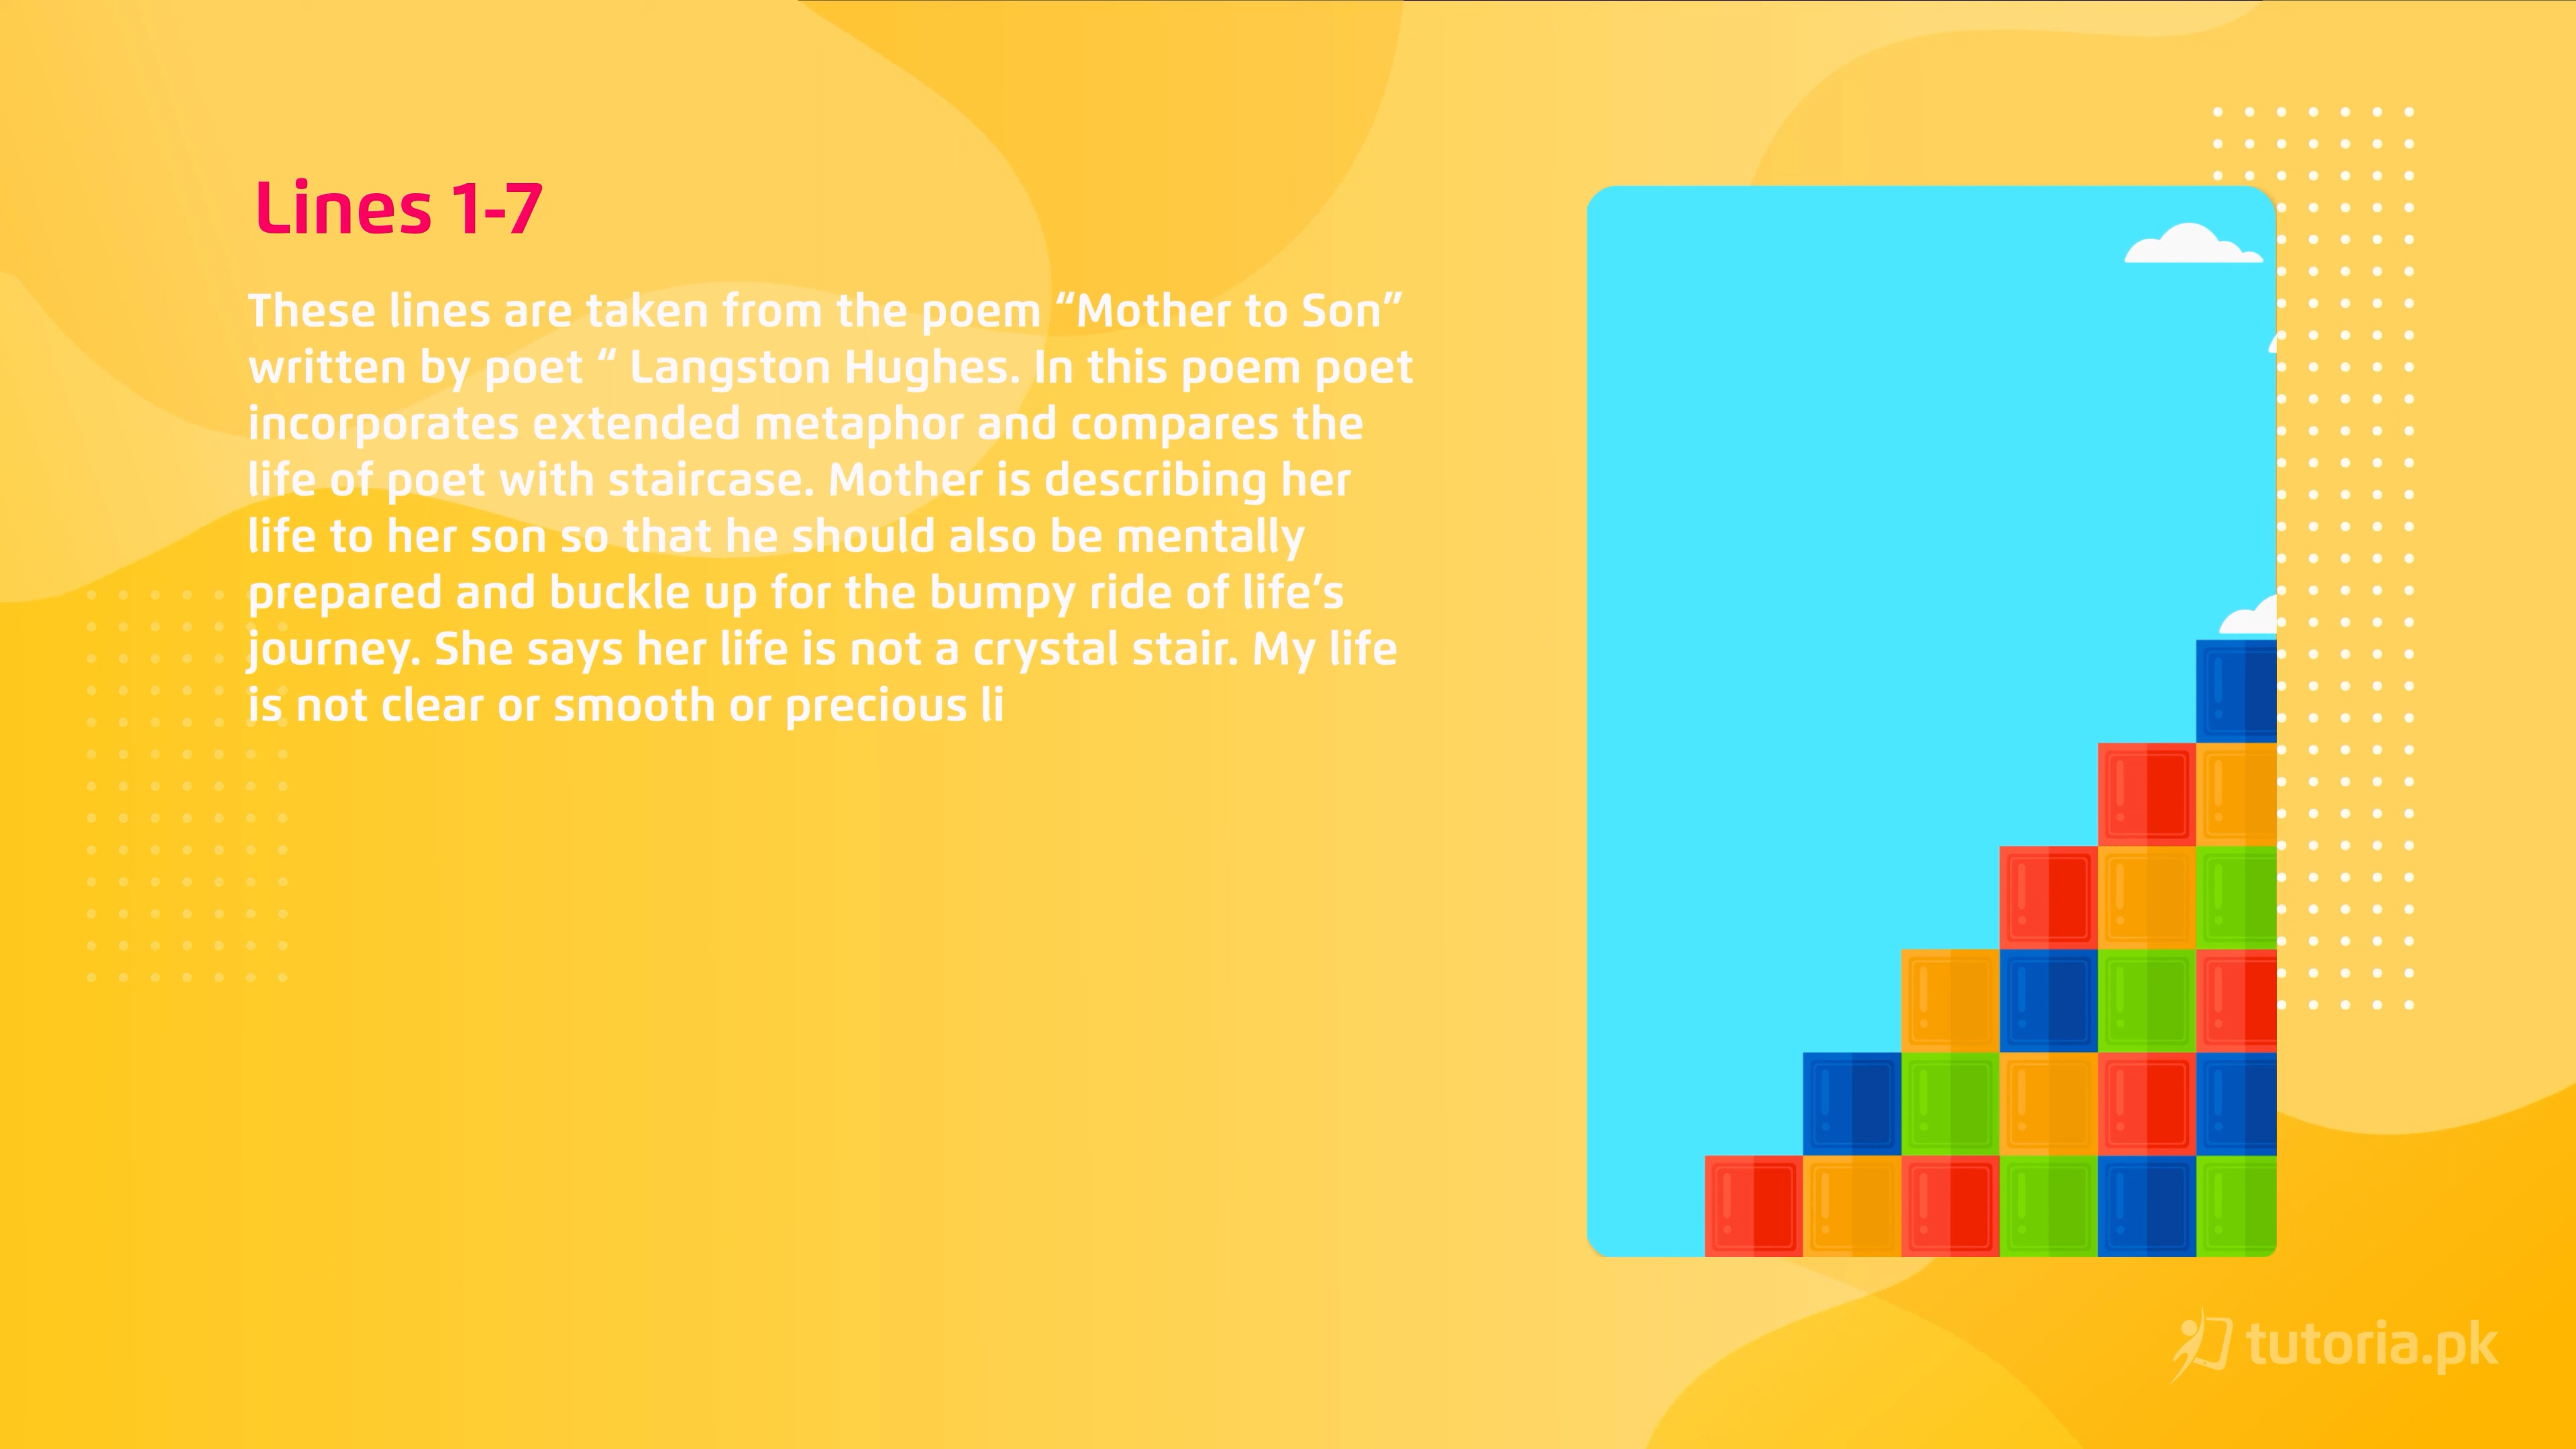 Lines 1-7
These lines are taken from the poem “Mother to Son”
written by poet “ Langston Hughes. In this poem poet
incorporates extended metaphor and compares the
life of poet with staircase. Mother is describing her
life to her son so that he should also be mentally
prepared and buckle up for the bumpy ride of life’s
journey. She says her life is not a crystal stair. My life
is not clear or smooth or precious li
tutoria.pk